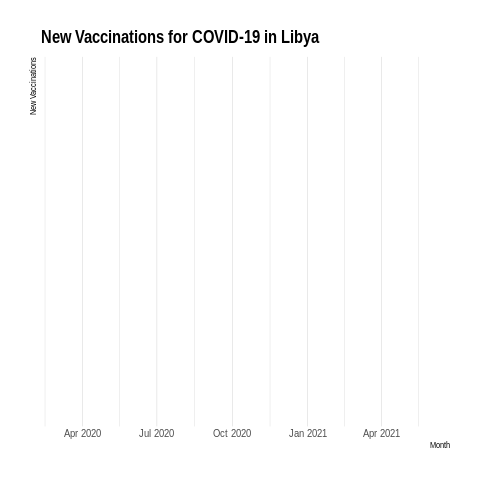 New Vaccinations for COVID-19 in Libya
New Vaccinations
Apr 2020
Jul 2020
Oct 2020
Jan 2021
Apr 2021
Month